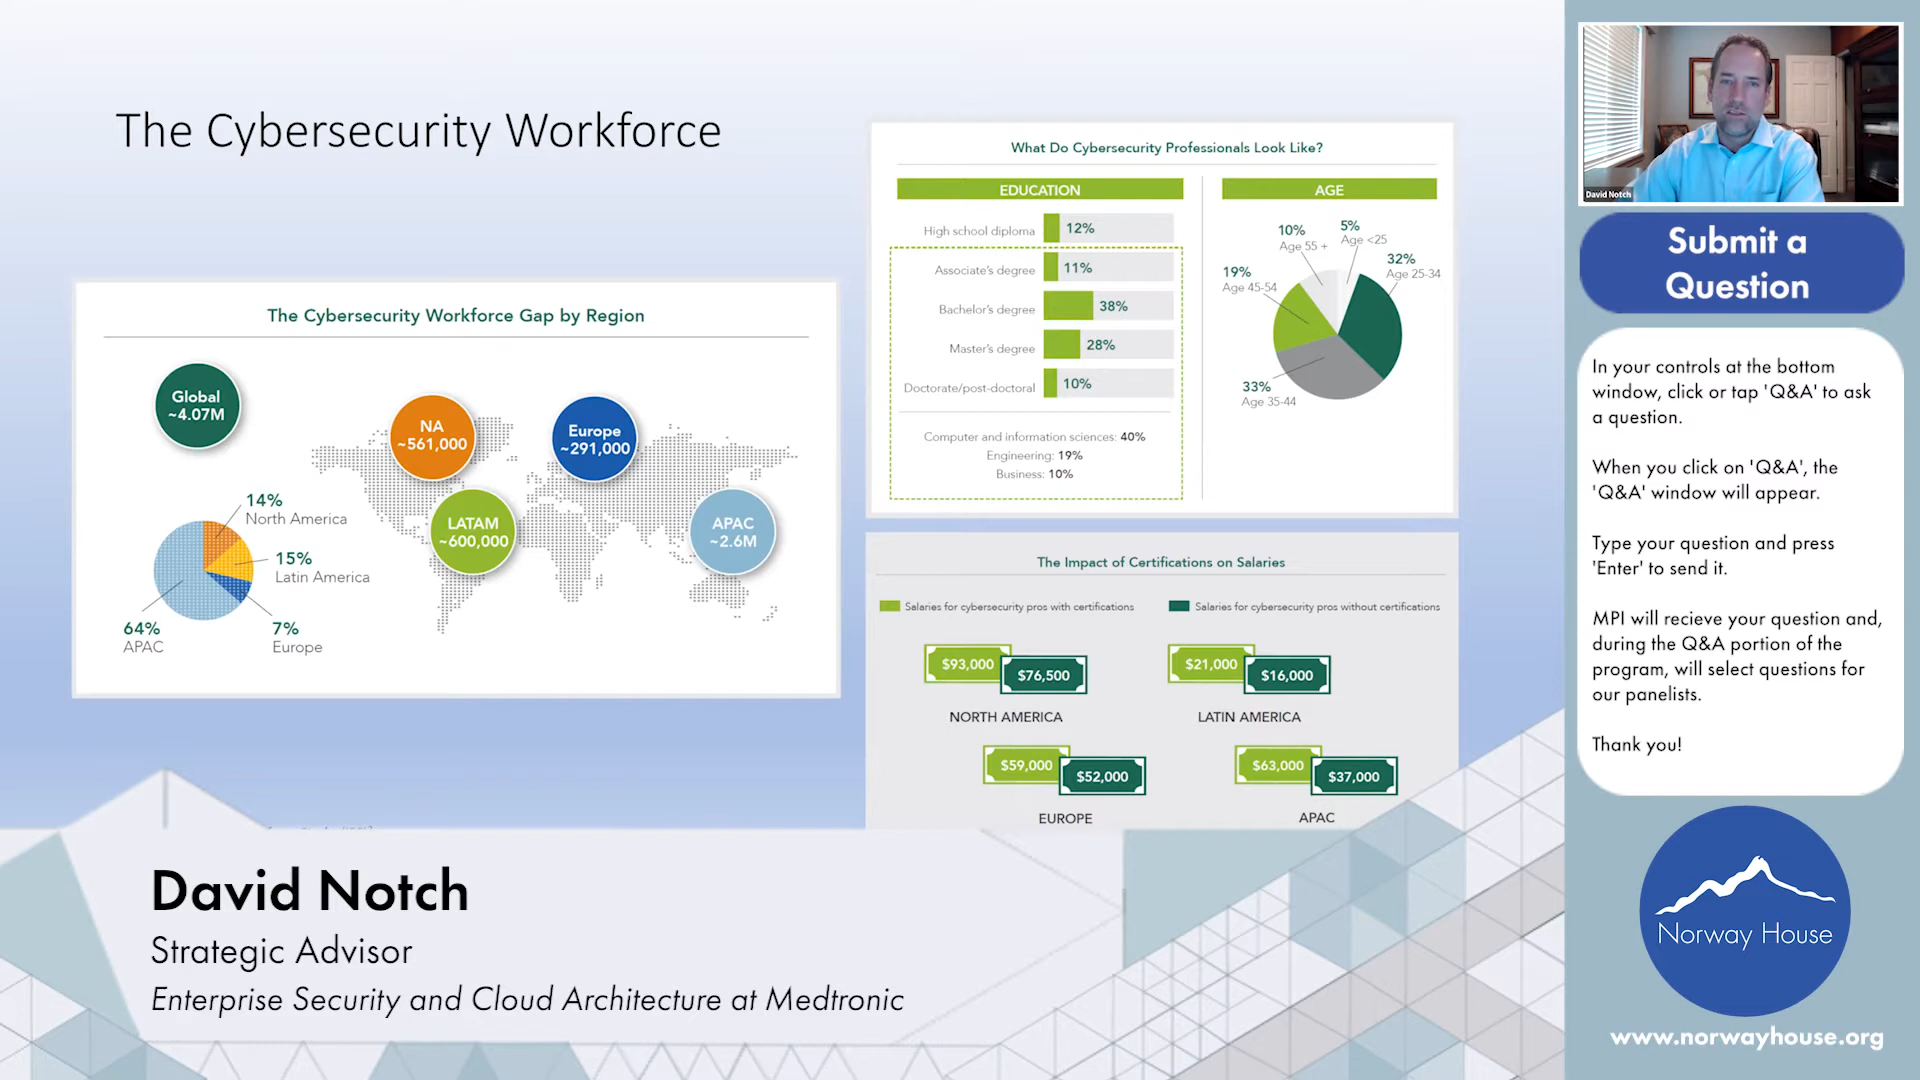 The Cybersecurity Workforce
The Cybersecurity Workforce Gap by Region
Global
~4.07M
NA
~561,000
Europe
~291,000
LATAM
~600,000
APAC
~2.6M
14%
North America
15%
Latin America
7%
Europe
64%
APAC
What Do Cybersecurity Professionals Look Like?
EDUCATION
High school diploma 12%
Associate's degree 11%
Bachelor's degree 38%
Master's degree 28%
Doctorate/post-doctoral 10%
Computer and information sciences: 40%
Engineering: 19%
Business: 10%
AGE
10%
Age 55 +
5%
Age <25
32%
Age 25-34
19%
Age 45-54
33%
Age 35-44
The Impact of Certifications on Salaries
Salaries for cybersecurity pros with certifications
Salaries for cybersecurity pros without certifications
$93,000
$76,500
NORTH AMERICA
$21,000
$16,000
LATIN AMERICA
$59,000
$52,000
EUROPE
$63,000
$37,000
APAC
David Notch
Strategic Advisor
Enterprise Security and Cloud Architecture at Medtronic
David Notch
Submit a
Question
In your controls at the bottom
window, click or tap 'Q&A' to ask
a question.
When you click on 'Q&A', the
'Q&A' window will appear.
Type your question and press
'Enter' to send it.
MPI will recieve your question and,
during the Q&A portion of the
program, will select questions for
our panelists.
Thank you!
Norway House
www.norwayhouse.org